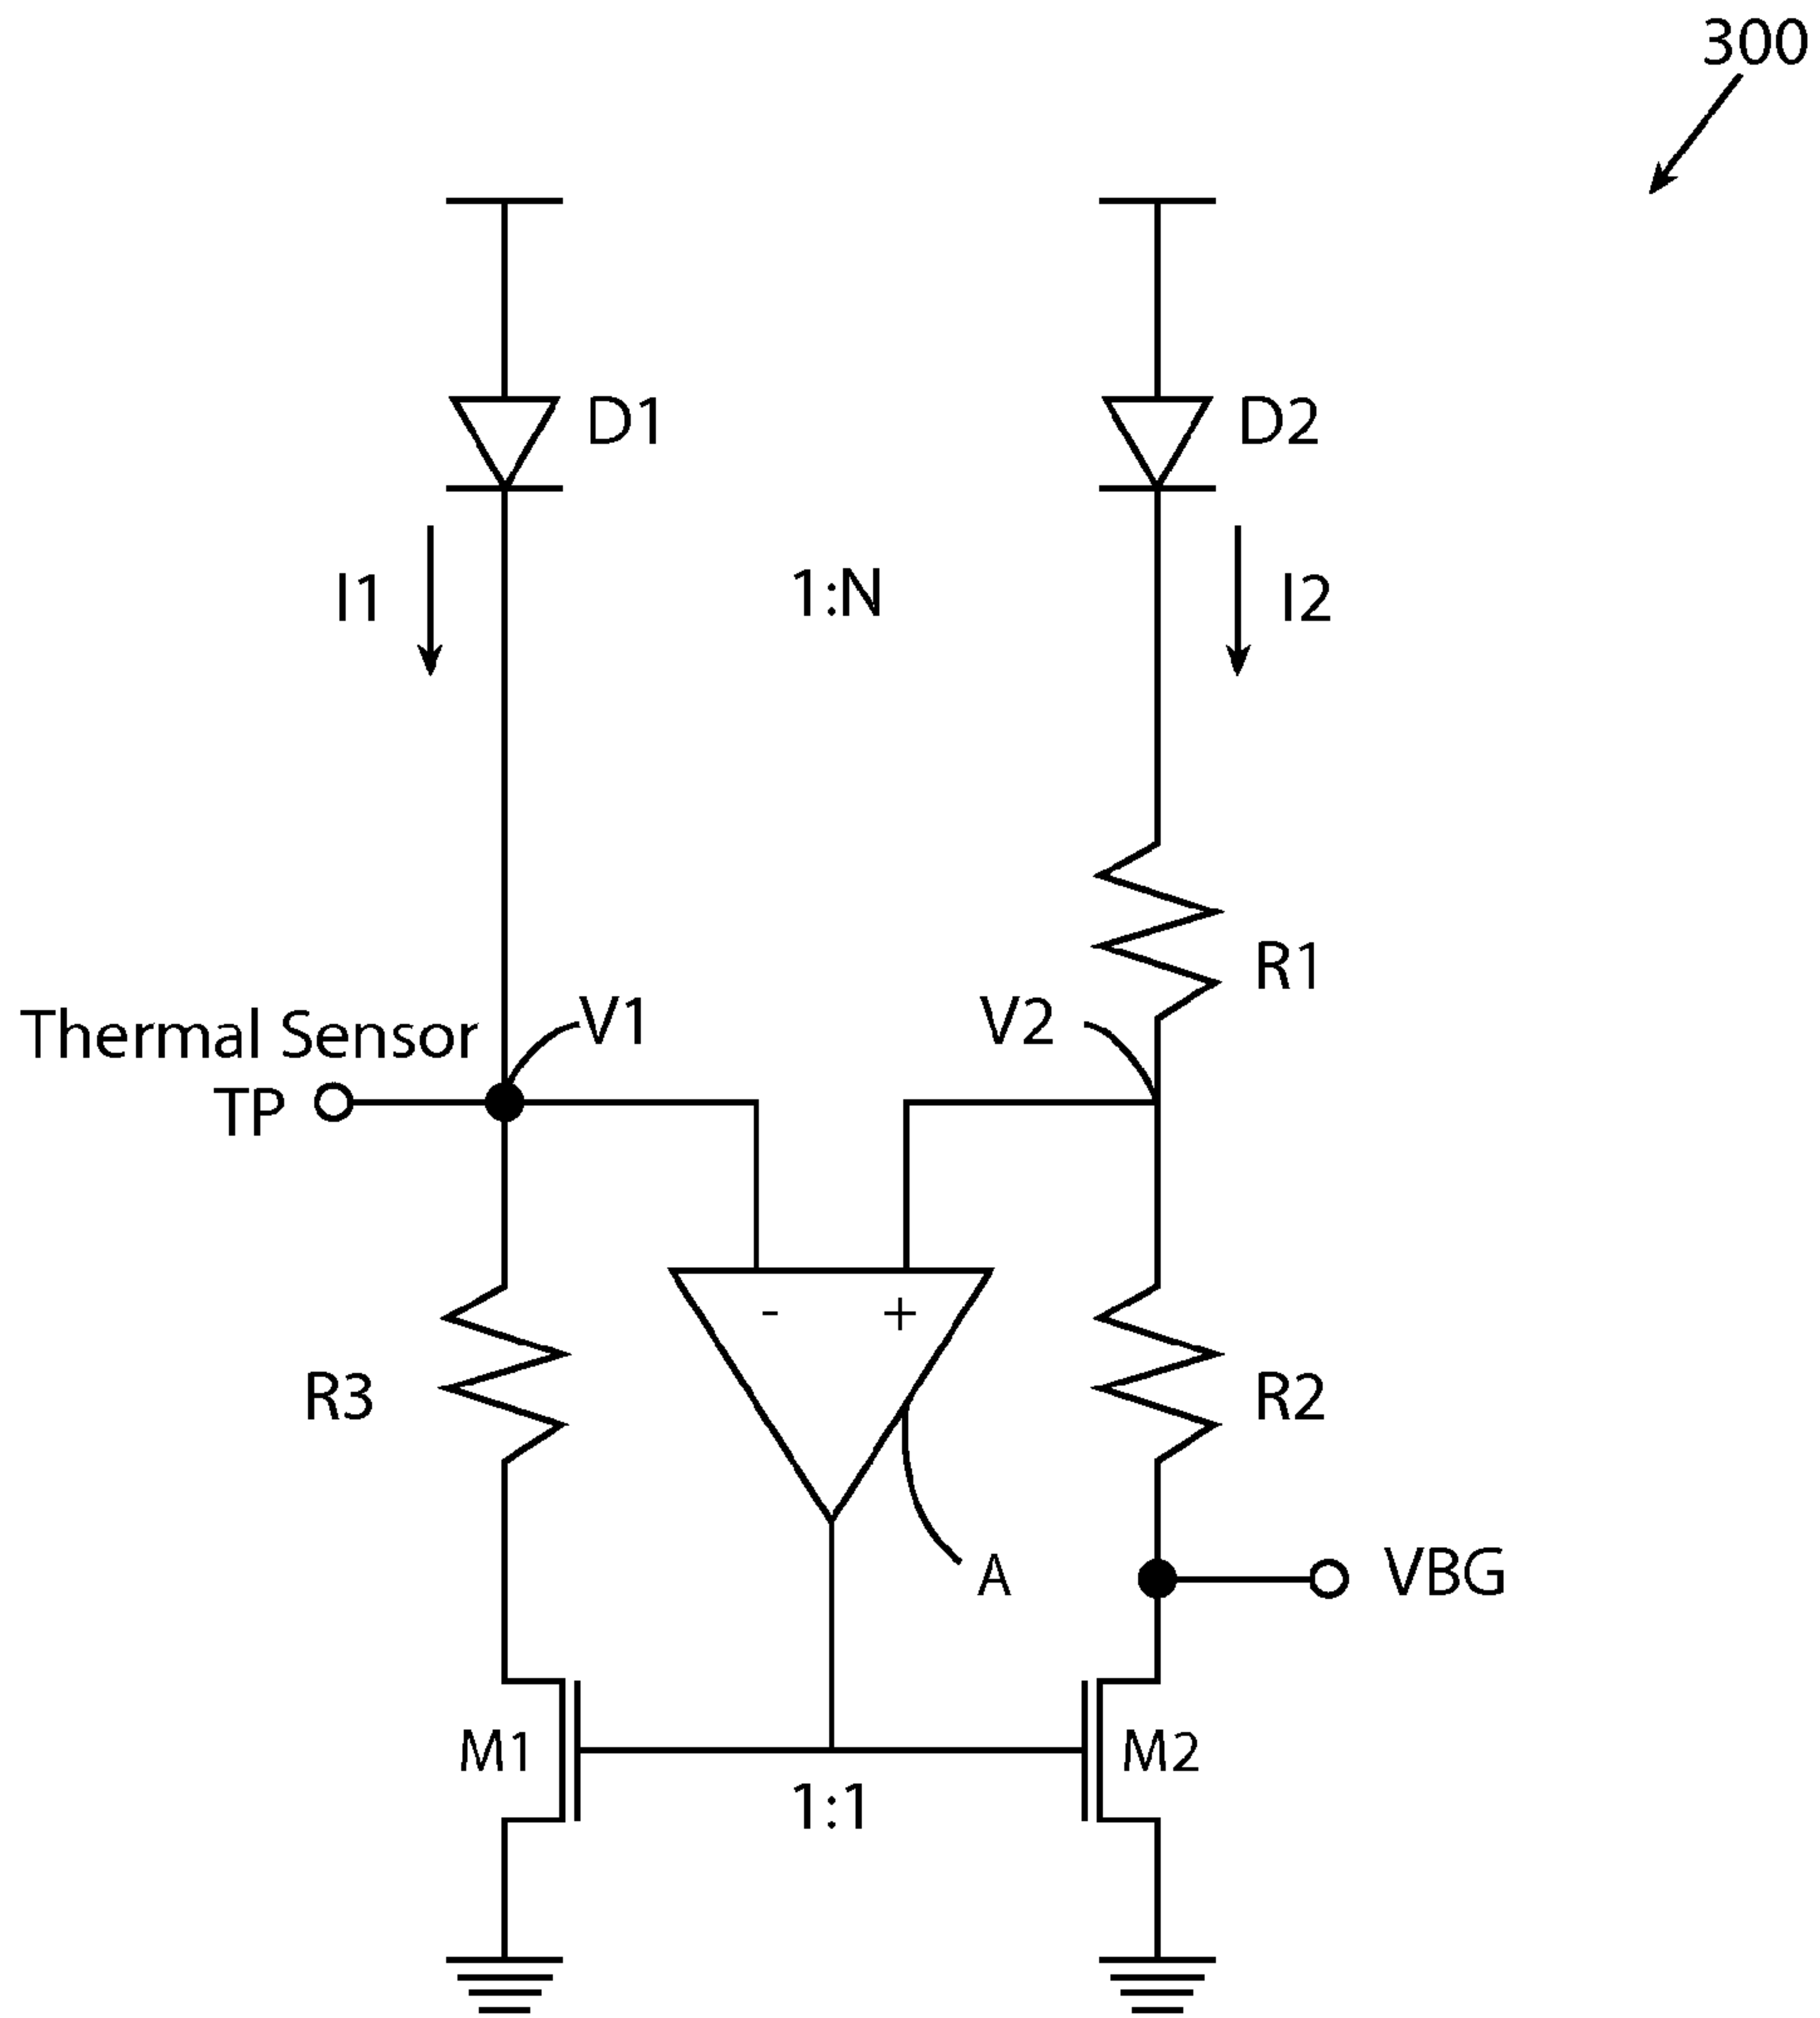 300
D1
D2
I1
1:N
I2
R1
Thermal Sensor
TP
V1
V2
- +
R3
R2
A
VBG
M1
M2
1:1